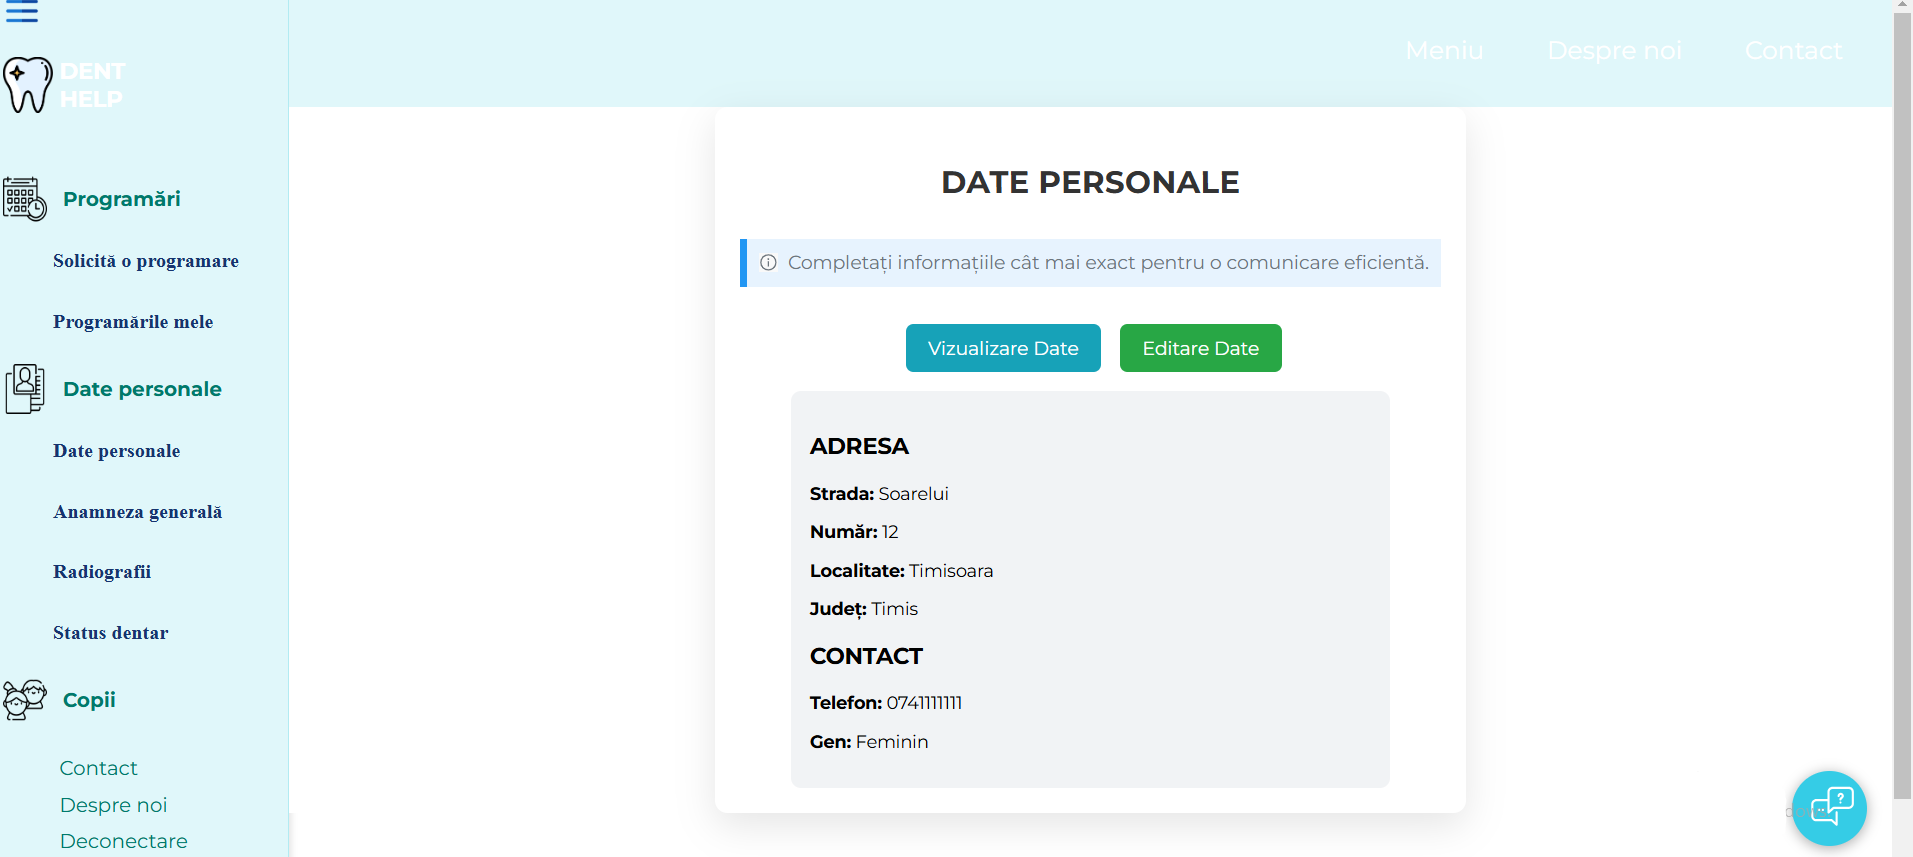 Meniu
Despre noi
Contact
DENT
HELP
Programări
Solicită o programare
Programările mele
Date personale
Date personale
Anamneza generală
Radiografii
Status dentar
Copii
Contact
Despre noi
Deconectare
DATE PERSONALE
Completați informațiile cât mai exact pentru o comunicare eficientă.
Vizualizare Date
Editare Date
ADRESA
Strada: Soarelui
Număr: 12
Localitate: Timisoara
Județ: Timis
CONTACT
Telefon: 0741111111
Gen: Feminin